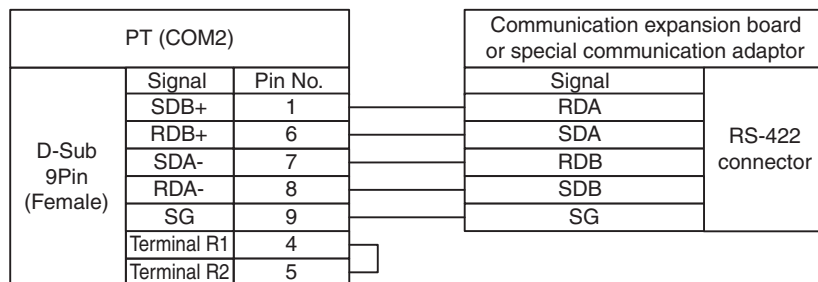 PT (COM2)
Communication expansion board
or special communication adaptor
D-Sub
9Pin
(Female)
Signal Pin No.
SDB+ 1
RDB+ 6
SDA- 7
RDA- 8
SG 9
Terminal R1 4
Terminal R2 5
Signal
RDA
SDA
RDB
SDB
SG
RS-422
connector